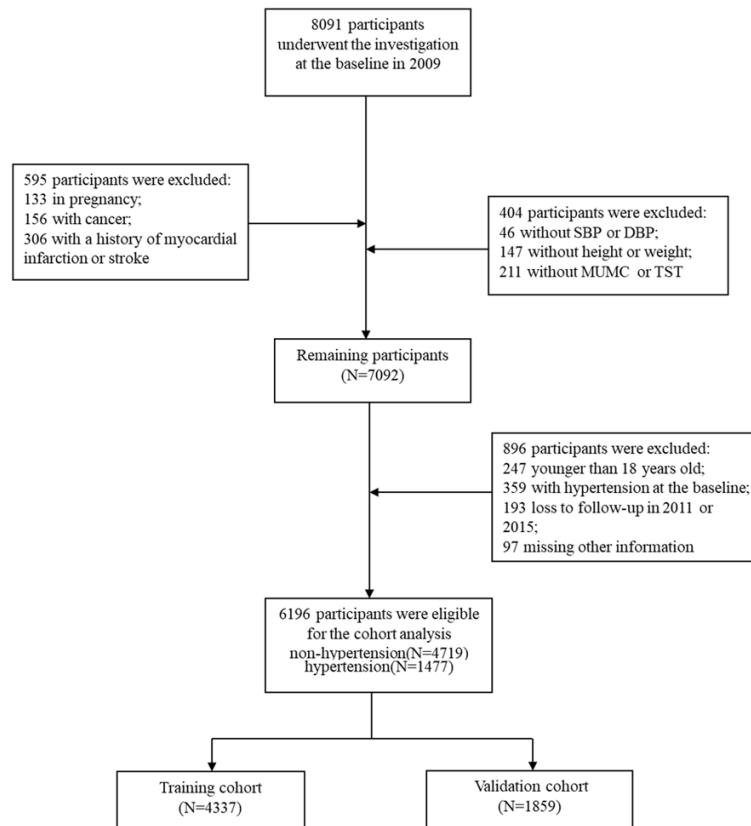 8091 participants
underwent the investigation
at the baseline in 2009
595 participants were excluded:
133 in pregnancy;
156 with cancer;
306 with a history of myocardial
infarction or stroke
404 participants were excluded:
46 without SBP or DBP;
147 without height or weight;
211 without MUMC or TST
Remaining participants
(N=7092)
896 participants were excluded:
247 younger than 18 years old;
359 with hypertension at the baseline;
193 loss to follow-up in 2011 or
2015;
97 missing other information
6196 participants were eligible
for the cohort analysis
non-hypertension(N=4719)
hypertension(N=1477)
Training cohort
(N=4337)
Validation cohort
(N=1859)